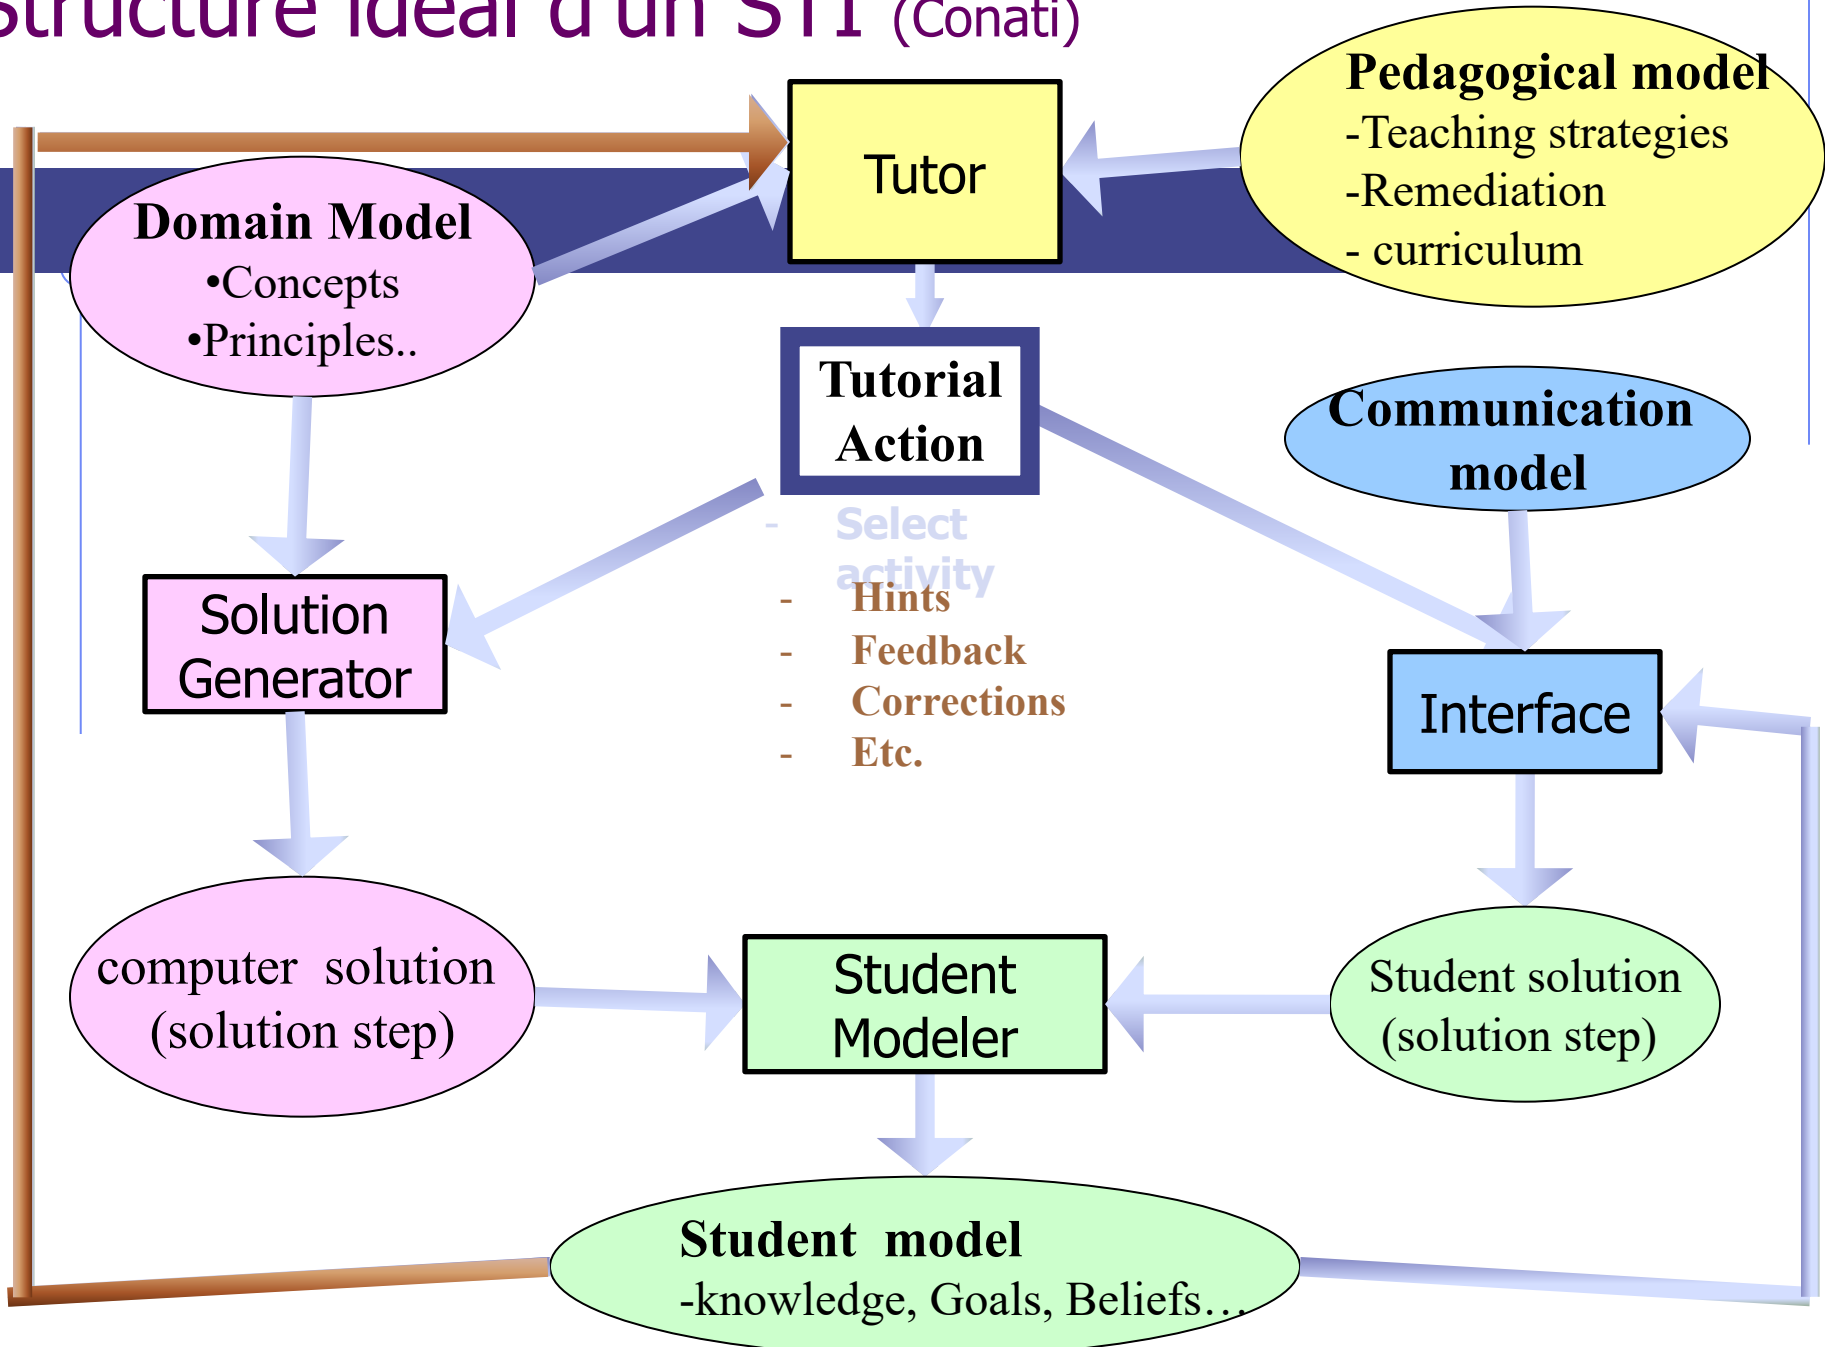 Structure idéal d'un STI (Conati)
Pedagogical model
-Teaching strategies
-Remediation
- curriculum
Tutor
Domain Model
•Concepts
•Principles..
Tutorial
Action
Communication
model
- Select
activity
- Hints
- Feedback
- Corrections
- Etc.
Solution
Generator
Interface
computer solution
(solution step)
Student
Modeler
Student solution
(solution step)
Student model
-knowledge, Goals, Beliefs…